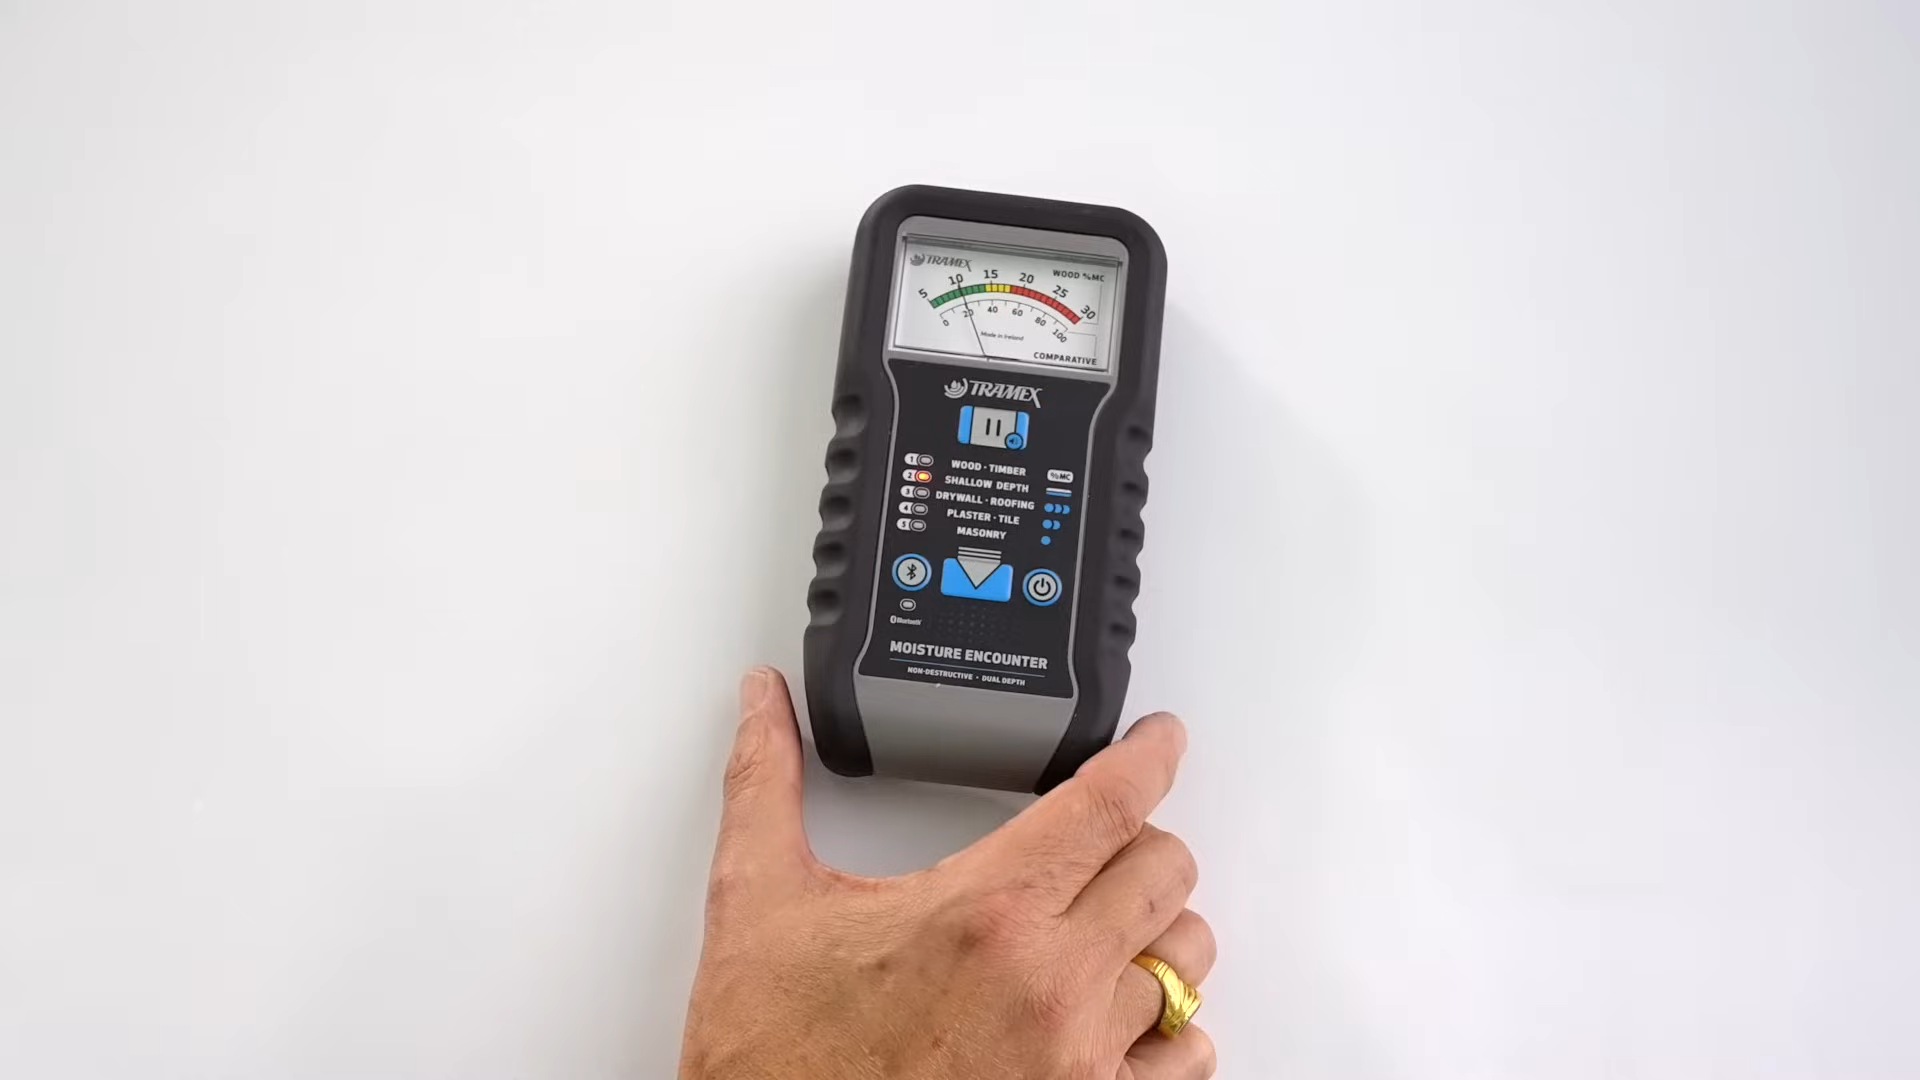 TRAMEX
WOOD %MC
5 10 15 20 25 30
0 20 40 60 80 100
Made in Ireland
COMPARATIVE
TRAMEX
1 WOOD · TIMBER %MC
2 SHALLOW DEPTH
3 DRYWALL · ROOFING
4 PLASTER · TILE
5 MASONRY
Bluetooth
MOISTURE ENCOUNTER
NON-DESTRUCTIVE · DUAL DEPTH